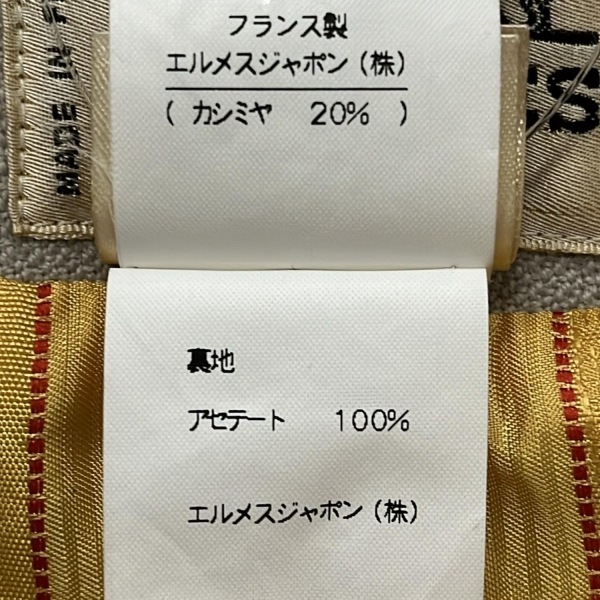 フランス製
エルメスジャポン(株)
( カシミヤ 20% )
裏地
アセテート 100%
エルメスジャポン(株)
MADE IN